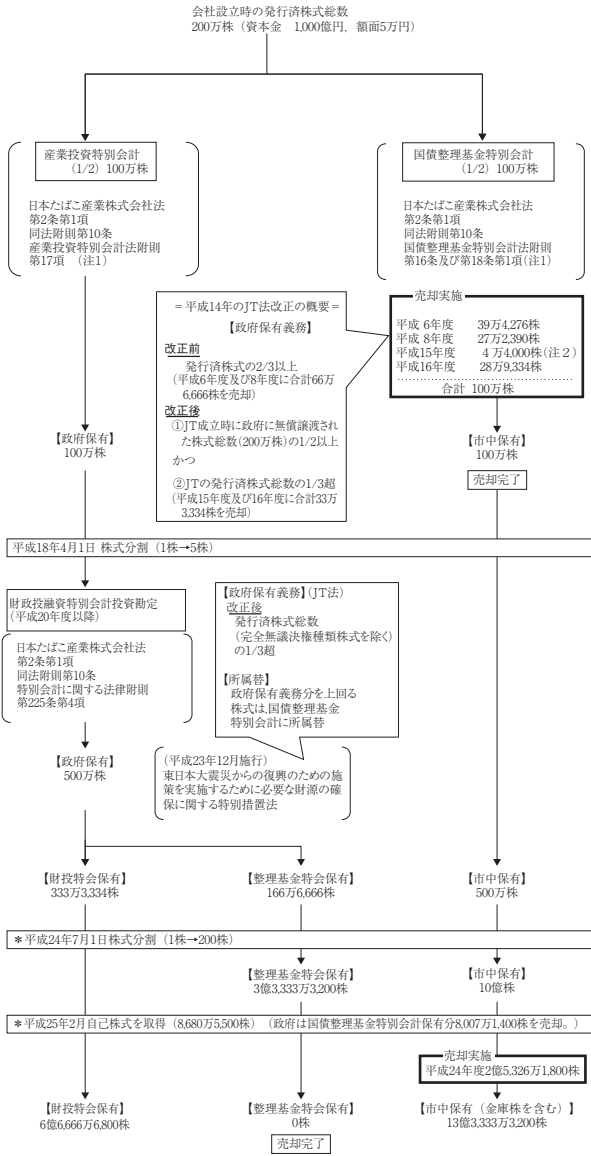 会社設立時の発行済株式総数
200万株（資本金　1,000億円，額面5万円）
産業投資特別会計
(1/2) 100万株
日本たばこ産業株式会社法
第2条第1項
同法附則第10条
産業投資特別会計法附則
第17項　（注1）
国債整理基金特別会計
(1/2) 100万株
日本たばこ産業株式会社法
第2条第1項
同法附則第10条
国債整理基金特別会計法附則
第16条及び第18条第1項（注1）
＝平成14年のJT法改正の概要＝
【政府保有義務】
改正前
発行済株式の2/3以上
（平成6年度及び8年度に合計66万
6,666株を売却）
改正後
①JT成立時に政府に無償譲渡され
た株式総数（200万株）の1/2以上
かつ
②JTの発行済株式総数の1/3超
（平成15年度及び16年度に合計33万
3,334株を売却）
売却実施
平成 6年度　39万4,276株
平成 8年度　27万2,390株
平成15年度　4万4,000株（注２）
平成16年度　28万9,334株
合計 100万株
【政府保有】
100万株
【市中保有】
100万株
売却完了
平成18年4月1日 株式分割（1株→5株）
財政投融資特別会計投資勘定
（平成20年度以降）
日本たばこ産業株式会社法
第2条第1項
同法附則第10条
特別会計に関する法律附則
第225条第4項
【政府保有義務】（JT法）
改正後
発行済株式総数
（完全無議決権種類株式を除く）
の1/3超
【所属替】
政府保有義務分を上回る
株式は，国債整理基金
特別会計に所属替
【政府保有】
500万株
（平成23年12月施行）
東日本大震災からの復興のための施
策を実施するために必要な財源の確
保に関する特別措置法
【財投特会保有】
333万3,334株
【整理基金特会保有】
166万6,666株
【市中保有】
500万株
＊平成24年7月1日株式分割（1株→200株）
【整理基金特会保有】
3億3,333万3,200株
【市中保有】
10億株
＊平成25年2月自己株式を取得（8,680万5,500株）（政府は国債整理基金特別会計保有分8,007万1,400株を売却。）
売却実施
平成24年度2億5,326万1,800株
【財投特会保有】
6億6,666万6,800株
【整理基金特会保有】
0株
売却完了
【市中保有（金庫株を含む）】
13億3,333万3,200株